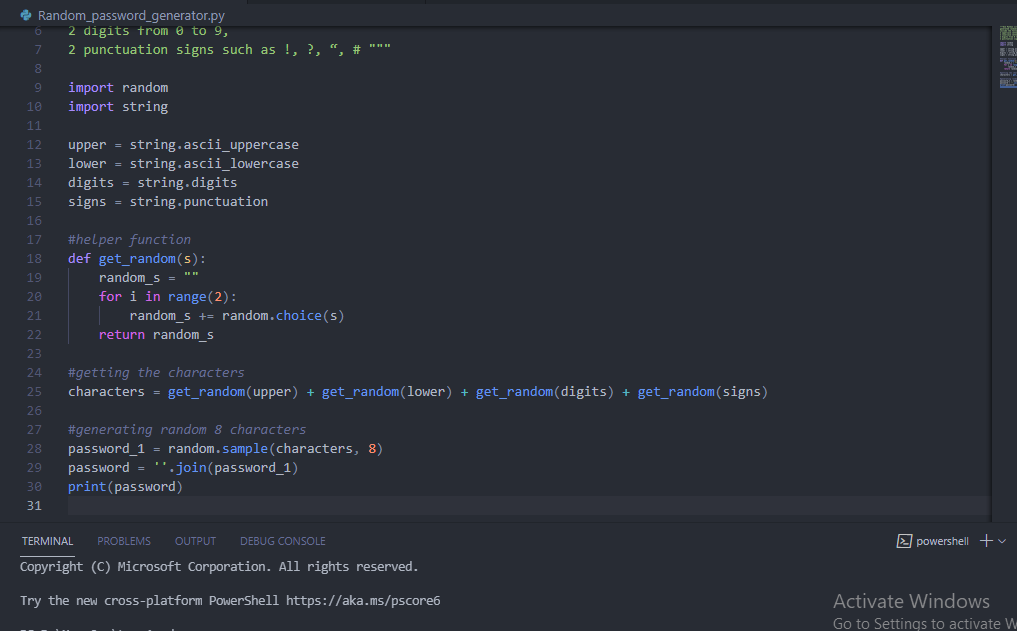 Random_password_generator.py
6 2 digits from 0 to 9,
7 2 punctuation signs such as !, ?, “, # """
8
9 import random
10 import string
11
12 upper = string.ascii_uppercase
13 lower = string.ascii_lowercase
14 digits = string.digits
15 signs = string.punctuation
16
17 #helper function
18 def get_random(s):
19     random_s = ""
20     for i in range(2):
21         random_s += random.choice(s)
22     return random_s
23
24 #getting the characters
25 characters = get_random(upper) + get_random(lower) + get_random(digits) + get_random(signs)
26
27 #generating random 8 characters
28 password_1 = random.sample(characters, 8)
29 password = ''.join(password_1)
30 print(password)
31
TERMINAL PROBLEMS OUTPUT DEBUG CONSOLE powershell
Copyright (C) Microsoft Corporation. All rights reserved.
Try the new cross-platform PowerShell https://aka.ms/pscore6
Activate Windows
Go to Settings to activate W